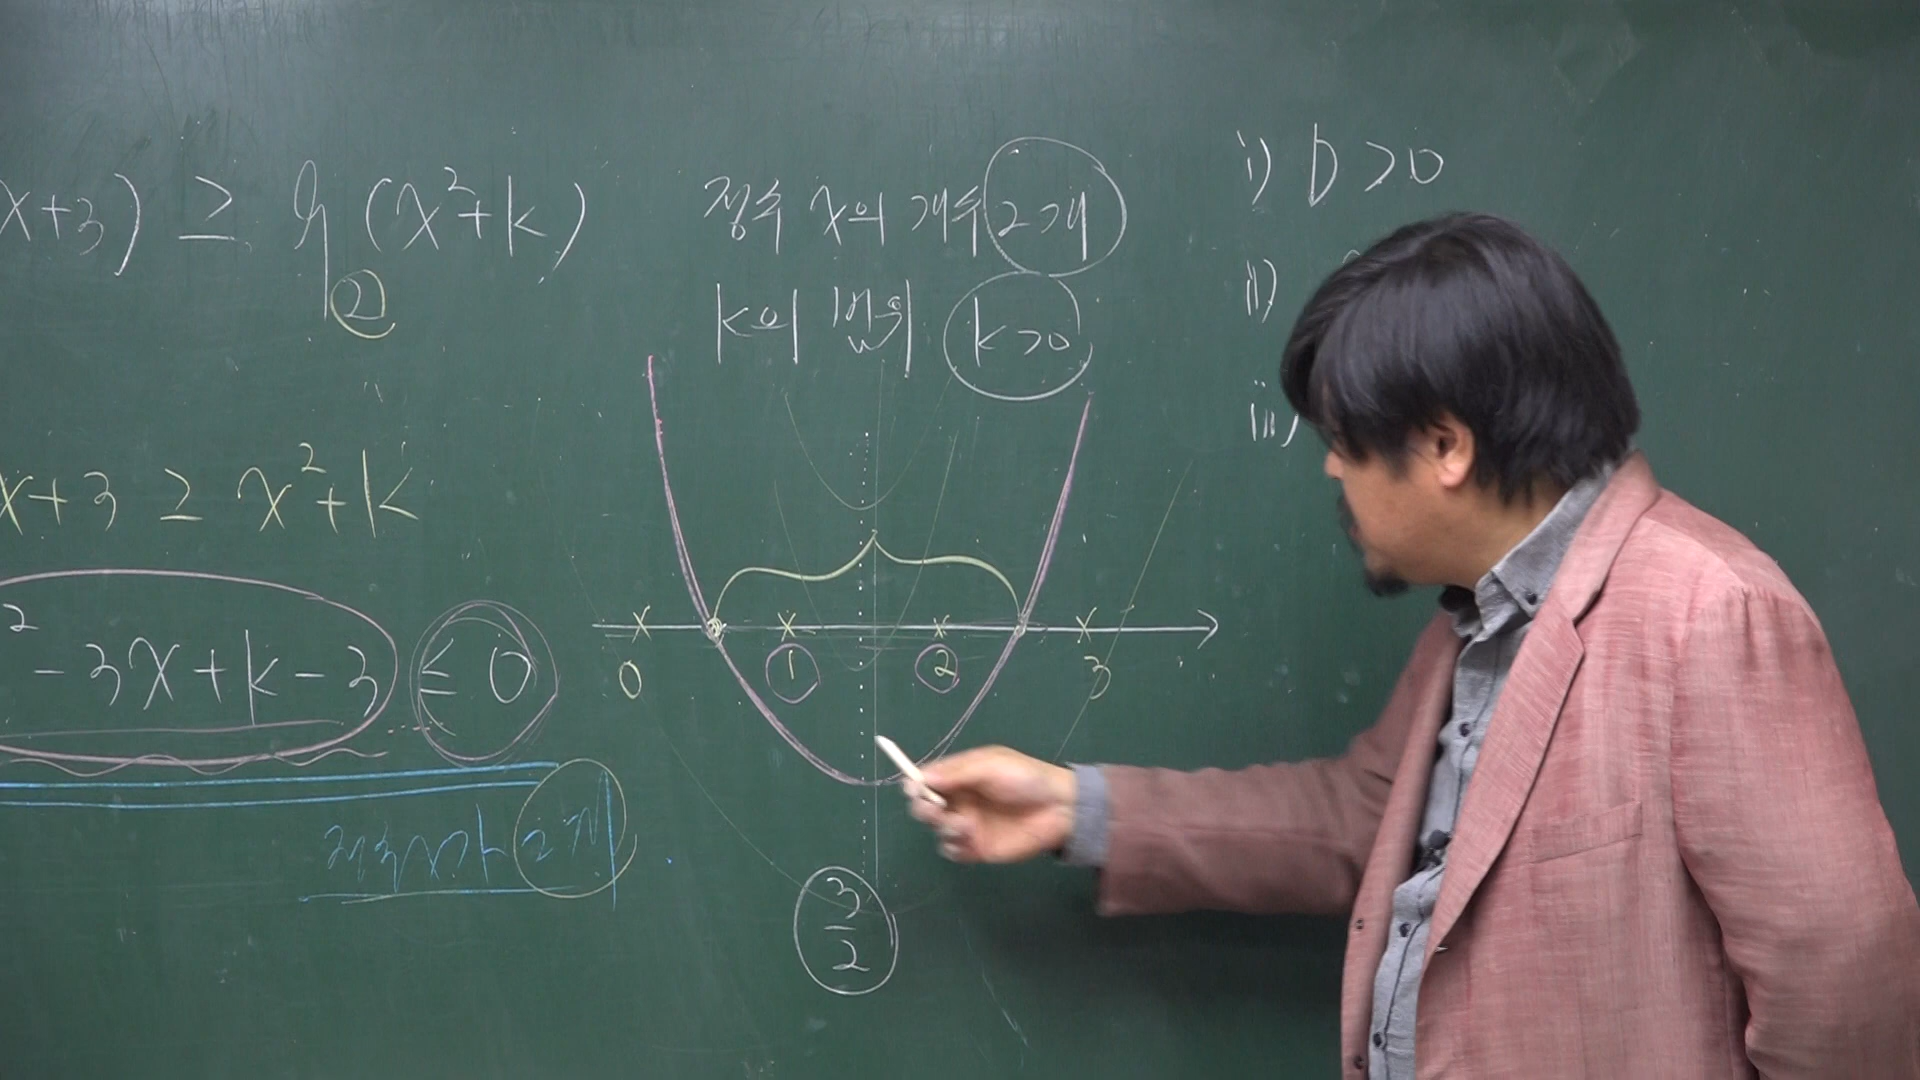 x+3) ≥ g(x²+k)
②
x+3 ≥ x²+k
²-3x+k-3 ≤ 0
정수 x가 2개
정수 x의 개수 2개
k의 범위 k>0
0 1 2 3
3/2
i) D>0
ii)
iii)